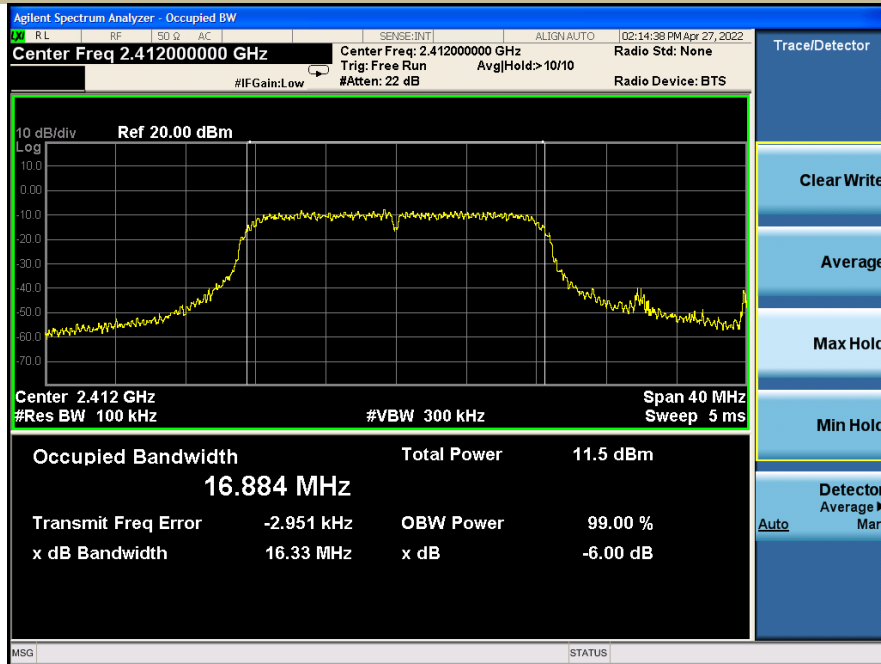 Agilent Spectrum Analyzer - Occupied BW
LXI RL RF 50 Ω AC SENSE:INT ALIGN AUTO 02:14:38 PM Apr 27, 2022
Center Freq 2.412000000 GHz
Center Freq: 2.412000000 GHz
Radio Std: None
Trig: Free Run Avg|Hold:>10/10
#IFGain:Low
#Atten: 22 dB
Radio Device: BTS
10 dB/div Ref 20.00 dBm
Log
10.0
0.00
-10.0
-20.0
-30.0
-40.0
-50.0
-60.0
-70.0
Center 2.412 GHz Span 40 MHz
#Res BW 100 kHz #VBW 300 kHz Sweep 5 ms
Occupied Bandwidth Total Power 11.5 dBm
16.884 MHz
Transmit Freq Error -2.951 kHz OBW Power 99.00 %
x dB Bandwidth 16.33 MHz x dB -6.00 dB
MSG STATUS
Trace/Detector
Clear Write
Average
Max Hold
Min Hold
Detector
Average
Auto Man